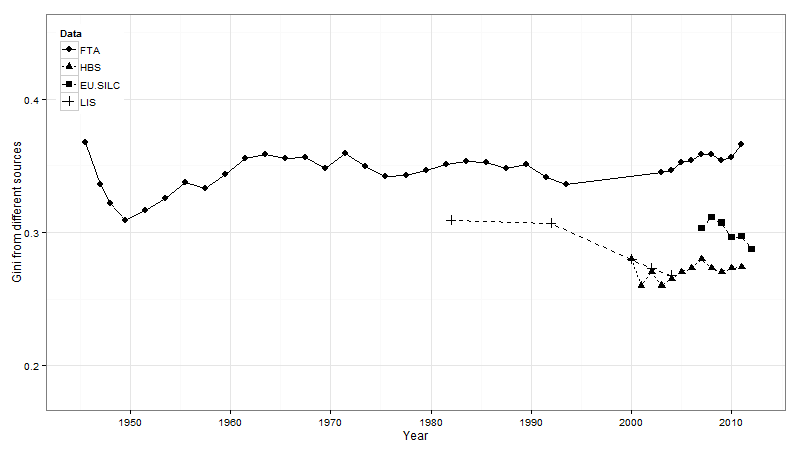 Data
FTA
HBS
EU.SILC
LIS
Gini from different sources
0.4
0.3
0.2
1950
1960
1970
1980
1990
2000
2010
Year